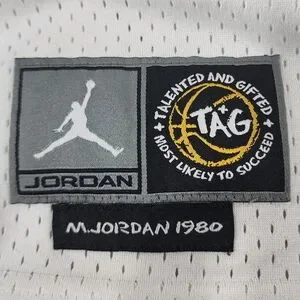 JORDAN
TALENTED AND GIFTED
TAG
MOST LIKELY TO SUCCEED
M.JORDAN 1980